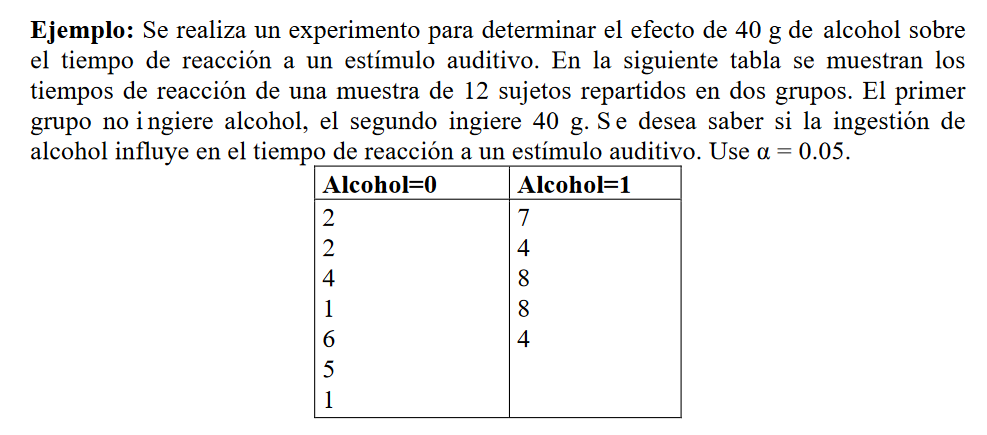 Ejemplo: Se realiza un experimento para determinar el efecto de 40 g de alcohol sobre
el tiempo de reacción a un estímulo auditivo. En la siguiente tabla se muestran los
tiempos de reacción de una muestra de 12 sujetos repartidos en dos grupos. El primer
grupo no ingiere alcohol, el segundo ingiere 40 g. Se desea saber si la ingestión de
alcohol influye en el tiempo de reacción a un estímulo auditivo. Use α = 0.05.
Alcohol=0 Alcohol=1
2 7
2 4
4 8
1 8
6 4
5
1